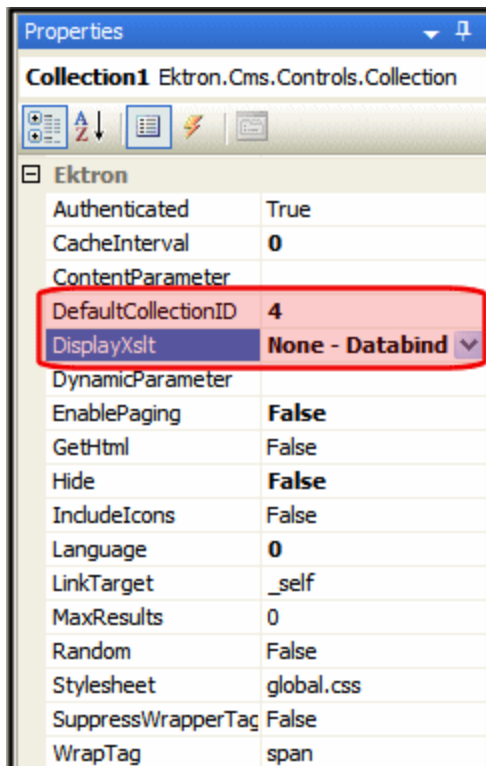 Properties
Collection1 Ektron.Cms.Controls.Collection
A
Z
Ektron
Authenticated True
CacheInterval 0
ContentParameter
DefaultCollectionID 4
DisplayXslt None - Databind
DynamicParameter
EnablePaging False
GetHtml False
Hide False
IncludeIcons False
Language 0
LinkTarget _self
MaxResults 0
Random False
Stylesheet global.css
SuppressWrapperTag False
WrapTag span